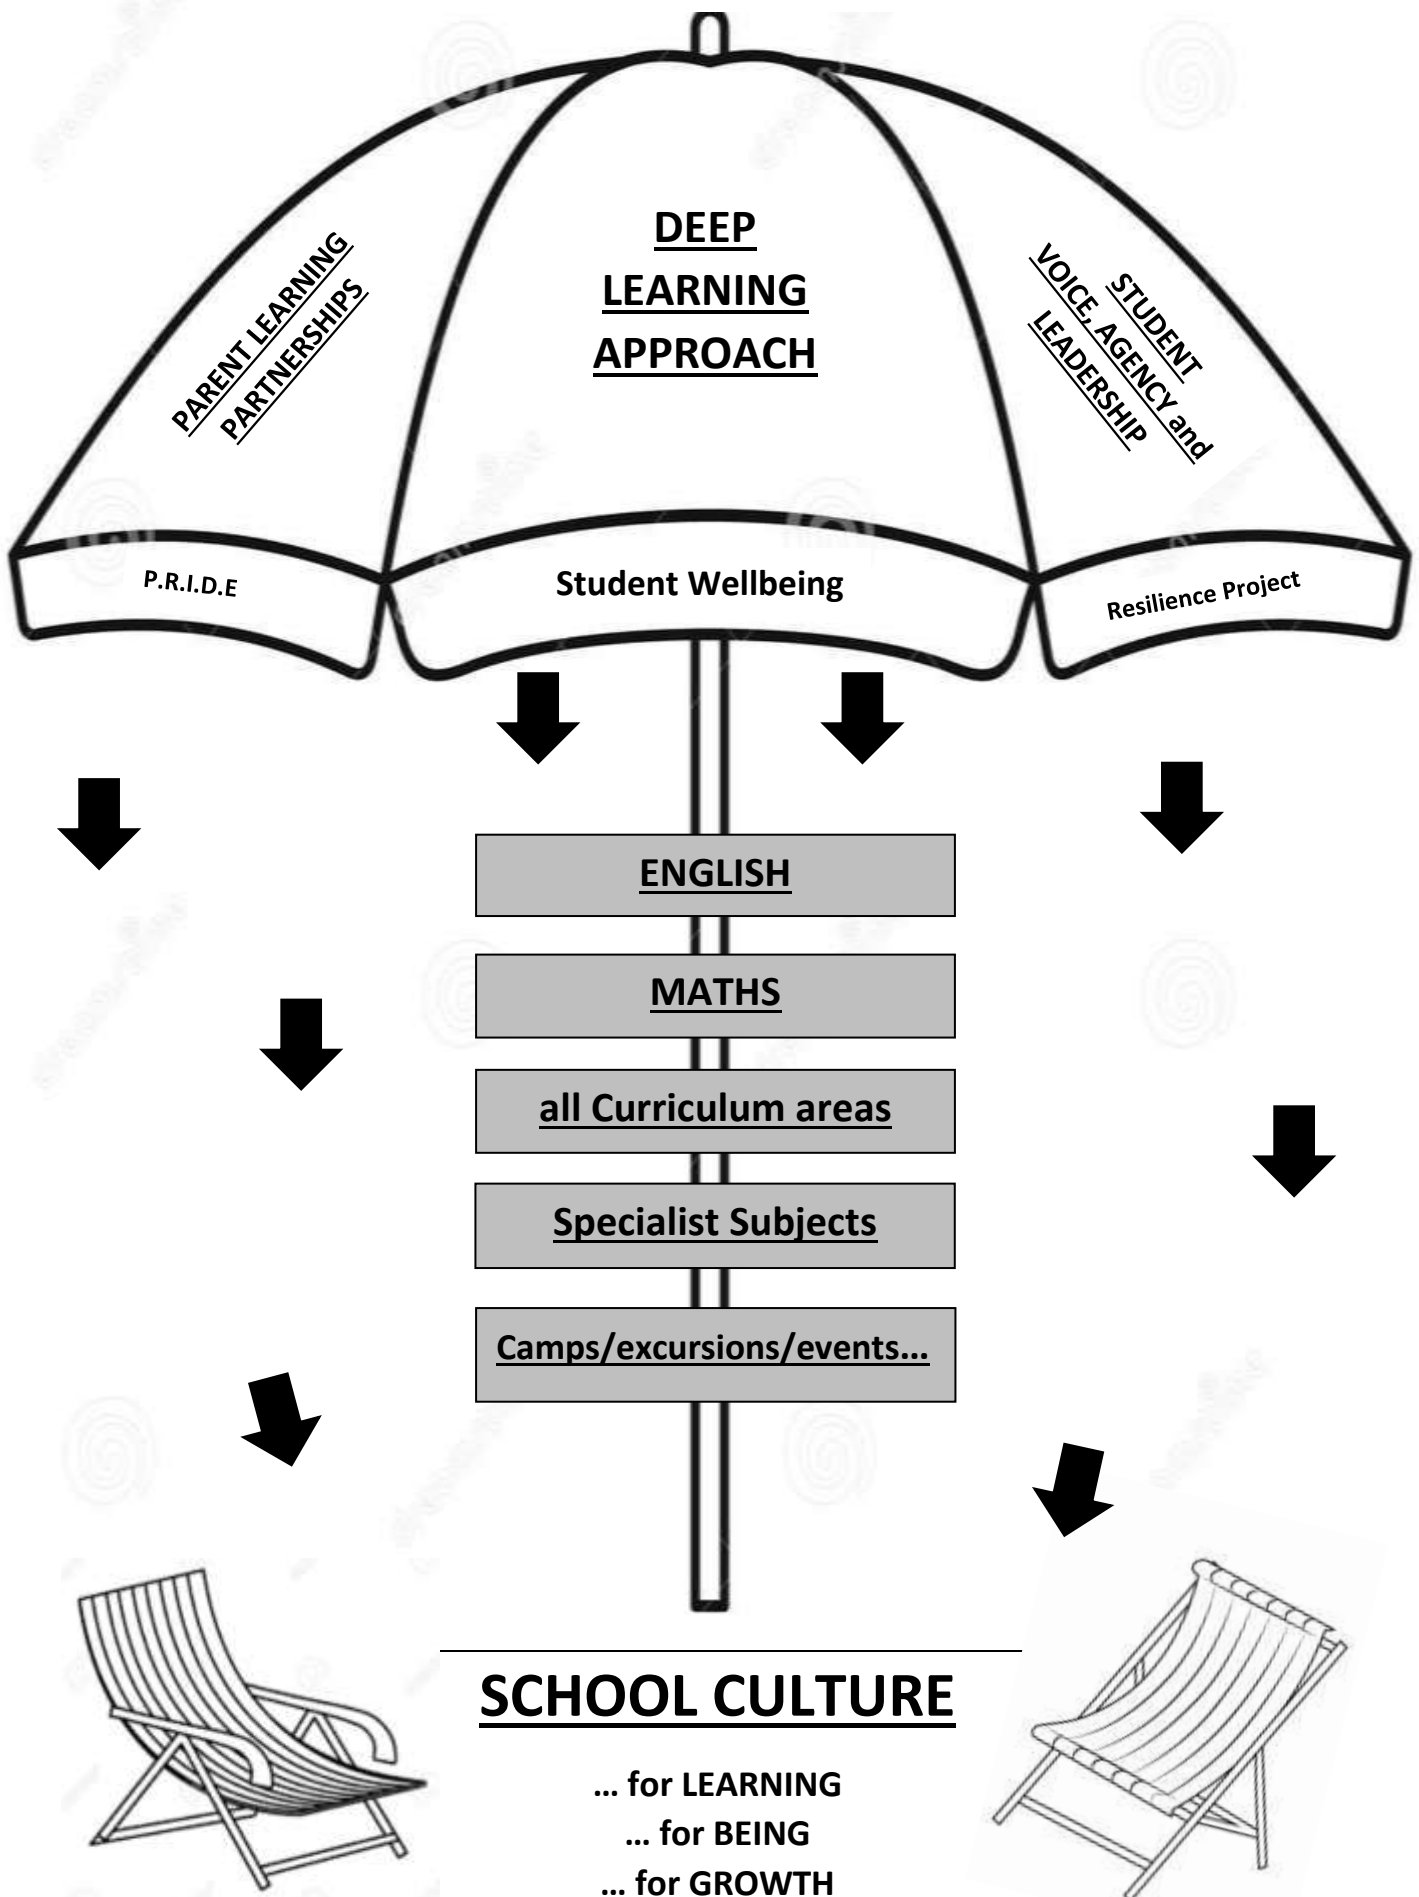 DEEP
LEARNING
APPROACH
PARENT LEARNING
PARTNERSHIPS
STUDENT
VOICE, AGENCY and
LEADERSHIP
P.R.I.D.E
Student Wellbeing
Resilience Project
ENGLISH
MATHS
all Curriculum areas
Specialist Subjects
Camps/excursions/events...
SCHOOL CULTURE
... for LEARNING
... for BEING
... for GROWTH